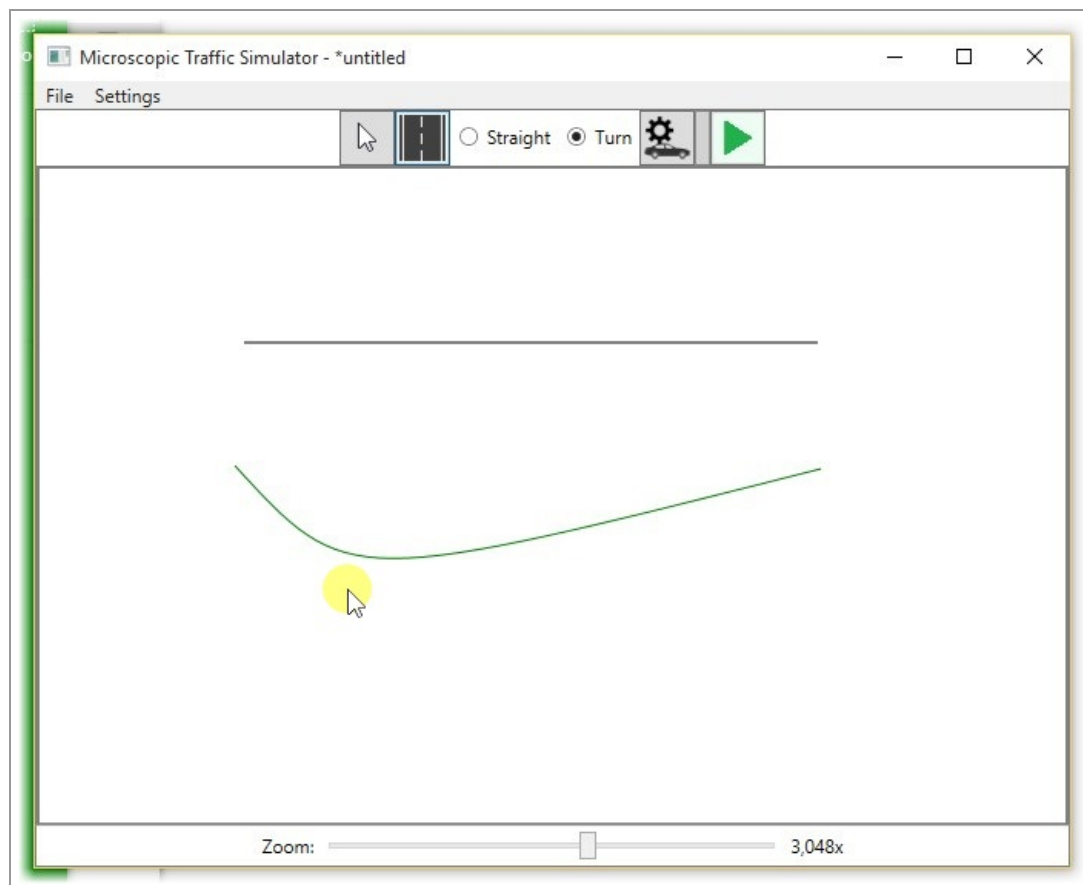 Microscopic Traffic Simulator - *untitled
File Settings
Straight Turn
Zoom: 3,048x